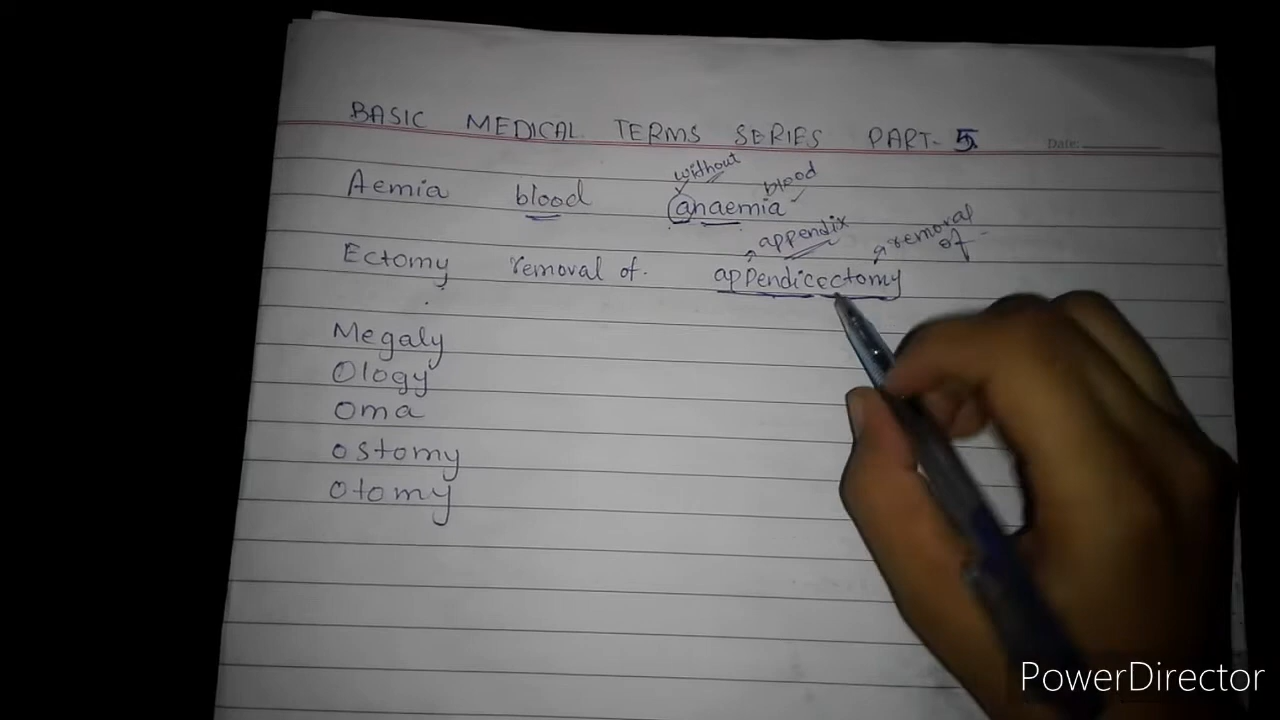 BASIC MEDICAL TERMS SERIES PART- 5
Date:
without
blood
Aemia blood anaemia
appendix removal of
Ectomy removal of. appendicectomy
Megaly
Ology
Oma
ostomy
Otomy
PowerDirector